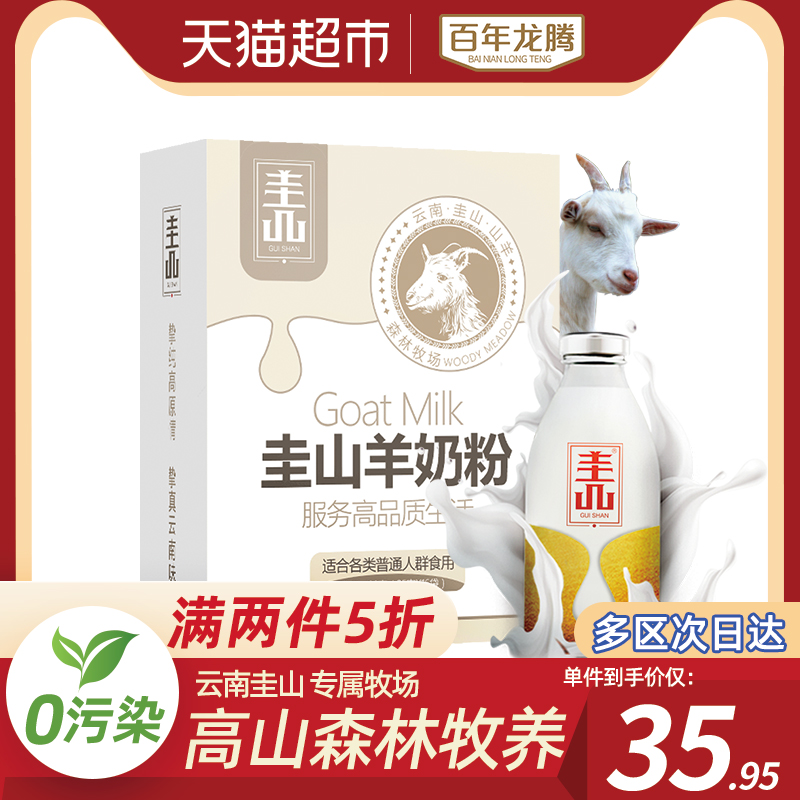 天猫超市
百年龙腾
BAI NIAN LONG TENG
圭山
GUI SHAN
圭山
云南·圭山·山羊
森林牧场 WOODY MEADOW
Goat Milk
圭山羊奶粉
服务高品质生活
适合各类普通人群食用
挚真云南
圭山
GUI SHAN
满两件5折
多区次日达
0污染
云南圭山 专属牧场
高山森林牧养
单件到手价仅：
35.95